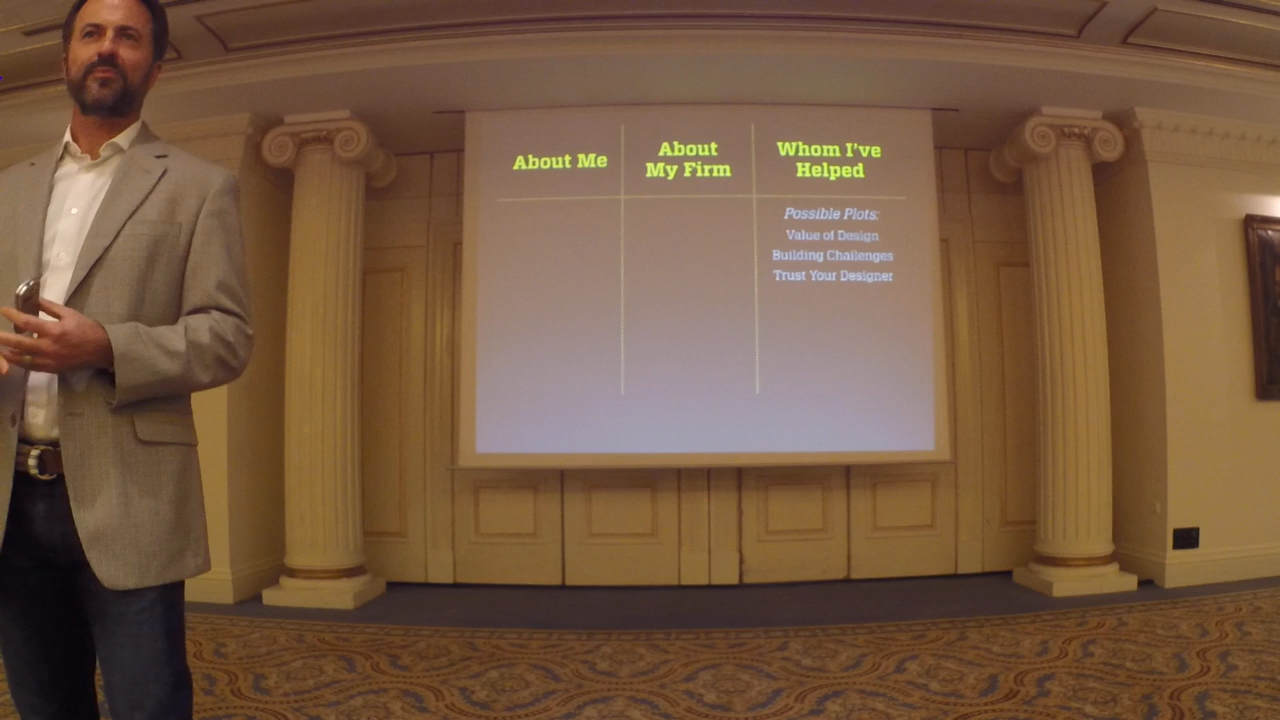 About Me
About
My Firm
Whom I've
Helped
Possible Plots:
Value of Design
Building Challenges
Trust Your Designer